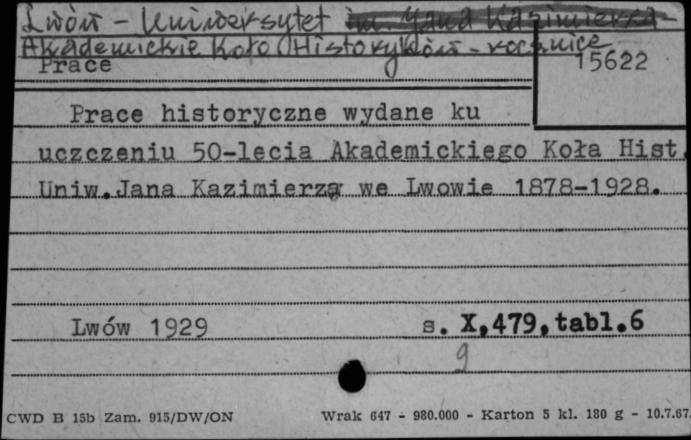 Lwów - Uniwersytet im. Jana Kazimierza -
Akademickie Koło Historyków - rocznice
Prace
15622
Prace historyczne wydane ku
uczczeniu 50-lecia Akademickiego Koła Hist.
Uniw.Jana Kazimierza we Lwowie 1878-1928.
Lwów 1929 s. X,479,tabl.6
9
CWD B 15b Zam. 915/DW/ON Wrak 647 - 980.000 - Karton 5 kl. 180 g - 10.7.67.